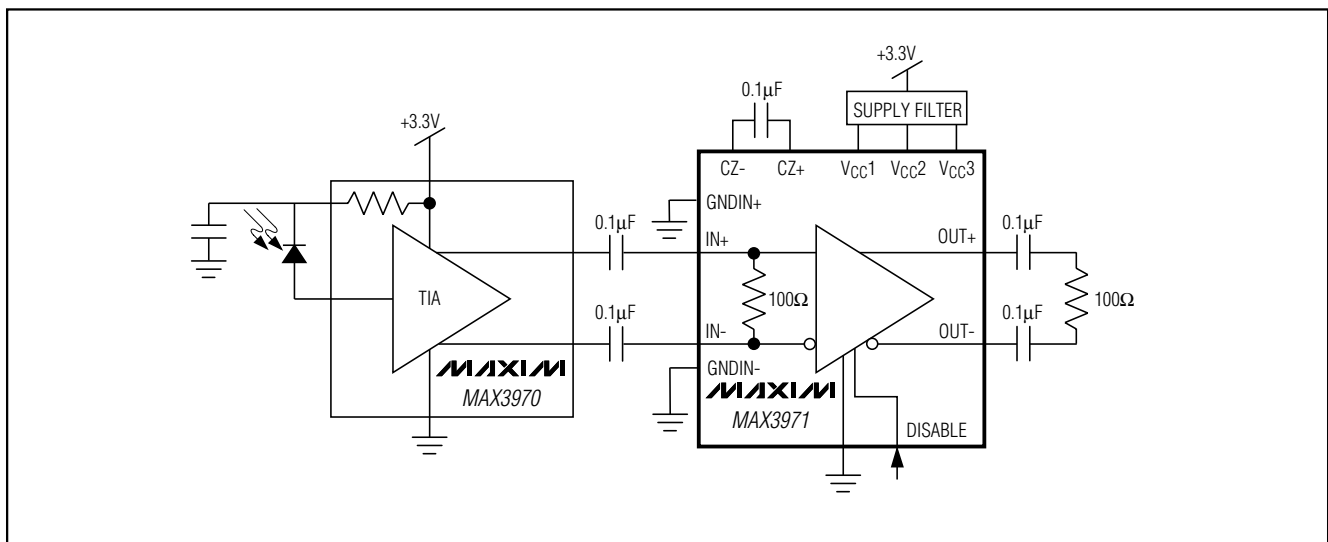 +3.3V
0.1μF
SUPPLY FILTER
+3.3V
CZ-
CZ+
VCC1
VCC2
VCC3
GNDIN+
0.1μF
IN+
OUT+
0.1μF
TIA
100Ω
100Ω
0.1μF
IN-
OUT-
0.1μF
GNDIN-
MAXIM
MAX3970
MAXIM
MAX3971
DISABLE